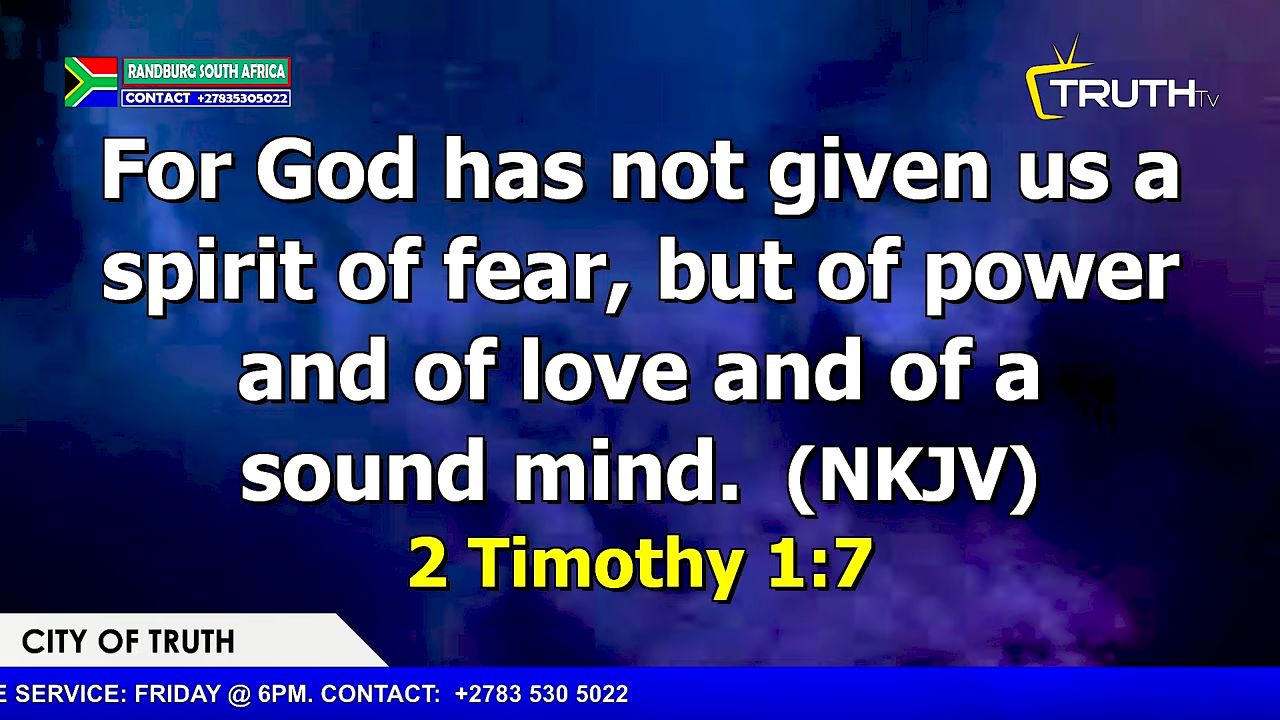 RANDBURG SOUTH AFRICA
CONTACT +27835305022
TRUTH TV
For God has not given us a
spirit of fear, but of power
and of love and of a
sound mind. (NKJV)
2 Timothy 1:7
CITY OF TRUTH
E SERVICE: FRIDAY @ 6PM. CONTACT: +2783 530 5022